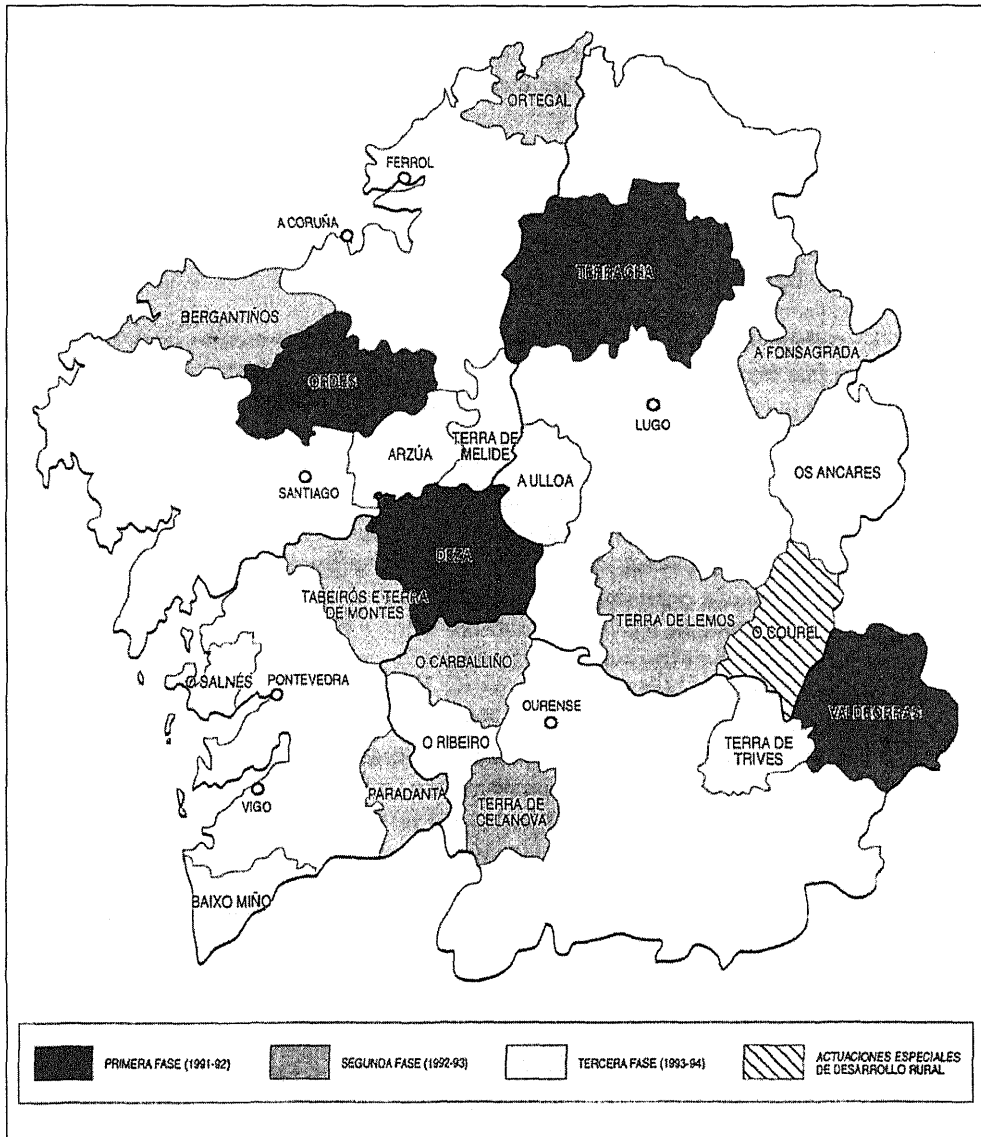 ORTEGAL
FERROL
A CORUÑA
TERRA CHA
BERGANTIÑOS
A FONSAGRADA
ORDES
LUGO
ARZÚA
TERRA DE
MELIDE
OS ANCARES
A ULLOA
SANTIAGO
DEZA
TABEIRÓS E TERRA
DE MONTES
TERRA DE LEMOS
O COUREL
O CARBALLIÑO
O SALNÉS
PONTEVEDRA
OURENSE
VALDEORRAS
O RIBEIRO
TERRA DE
TRIVES
PARADANTA
VIGO
TERRA DE
CELANOVA
BAIXO MIÑO
PRIMERA FASE (1991-92)
SEGUNDA FASE (1992-93)
TERCERA FASE (1993-94)
ACTUACIONES ESPECIALES
DE DESARROLLO RURAL